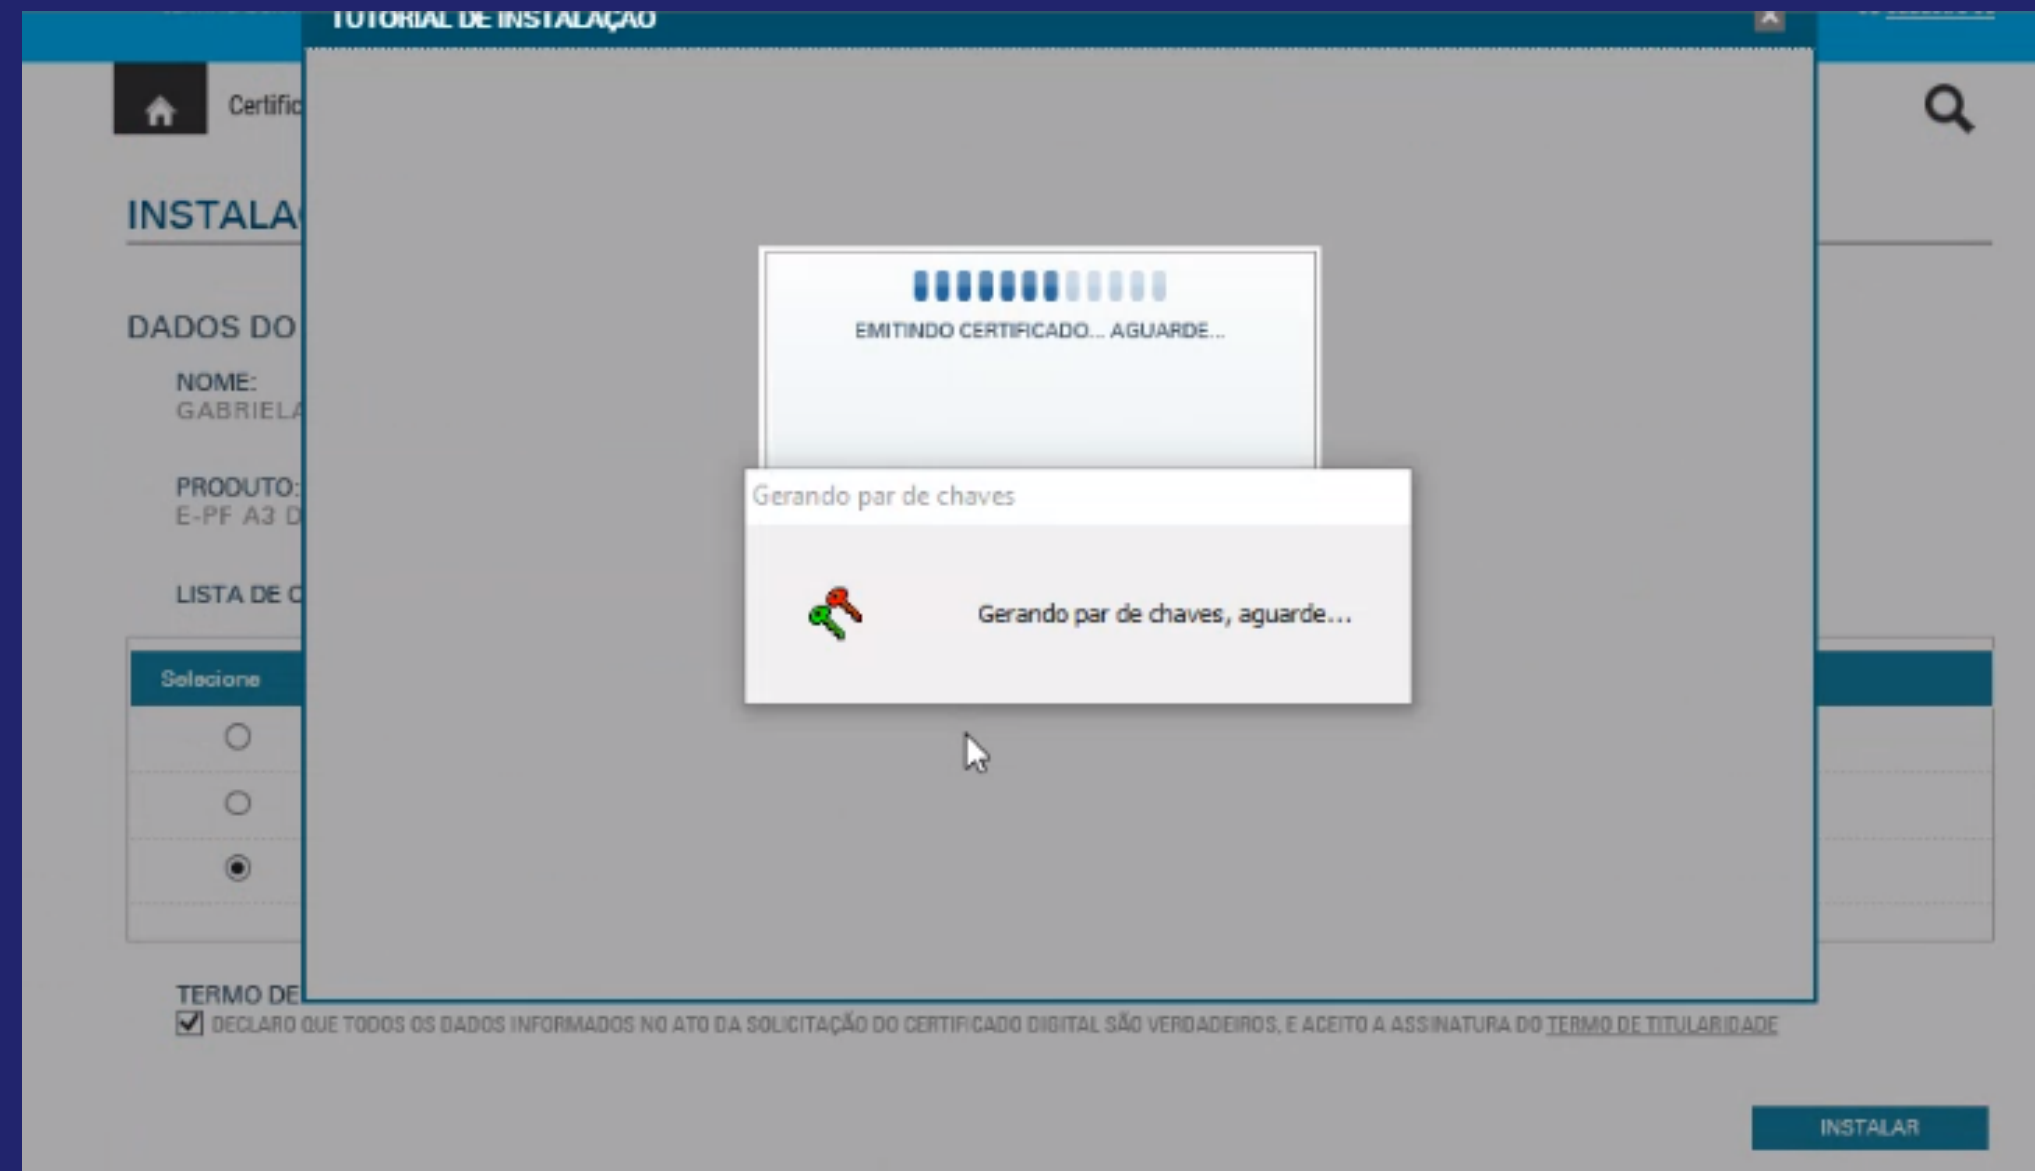 TUTORIAL DE INSTALAÇÃO
Certific
INSTALA
DADOS DO
NOME:
GABRIELA
PRODUTO:
E-PF A3 D
LISTA DE C
EMITINDO CERTIFICADO... AGUARDE...
Gerando par de chaves
Gerando par de chaves, aguarde...
Selecione
TERMO DE
DECLARO QUE TODOS OS DADOS INFORMADOS NO ATO DA SOLICITAÇÃO DO CERTIFICADO DIGITAL SÃO VERDADEIROS, E ACEITO A ASSINATURA DO TERMO DE TITULARIDADE
INSTALAR